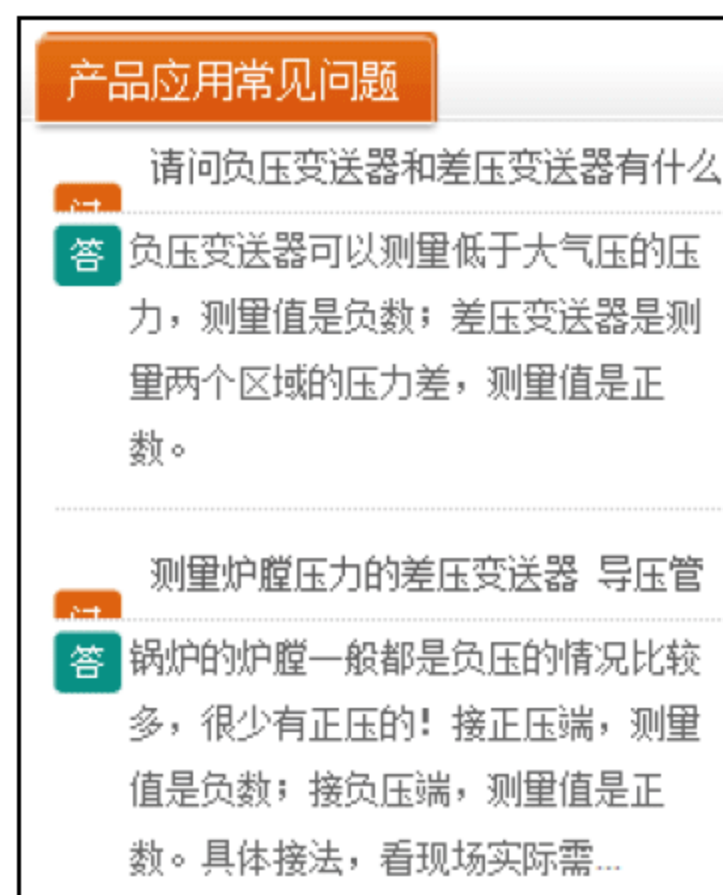 产品应用常见问题
请问负压变送器和差压变送器有什么
答 负压变送器可以测量低于大气压的压
力，测量值是负数；差压变送器是测
量两个区域的压力差，测量值是正
数。
测量炉膛压力的差压变送器 导压管
答 锅炉的炉膛一般都是负压的情况比较
多，很少有正压的！接正压端，测量
值是负数；接负压端，测量值是正
数。具体接法，看现场实际需...